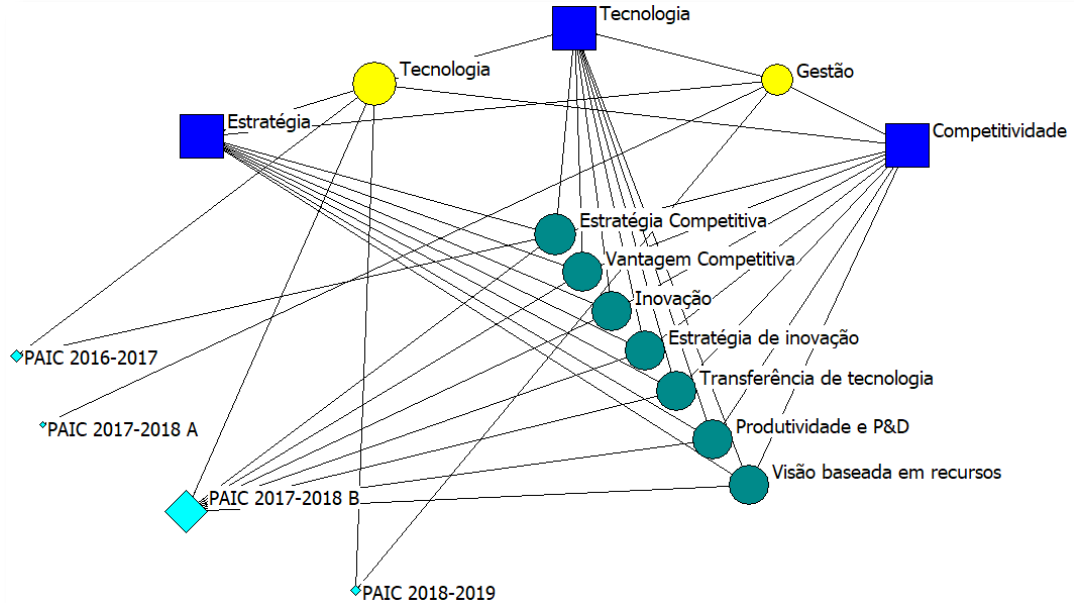 Tecnologia
Tecnologia
Gestão
Estratégia
Competitividade
Estratégia Competitiva
Vantagem Competitiva
Inovação
Estratégia de inovação
PAIC 2016-2017
Transferência de tecnologia
PAIC 2017-2018 A
Produtividade e P&D
Visão baseada em recursos
PAIC 2017-2018 B
PAIC 2018-2019